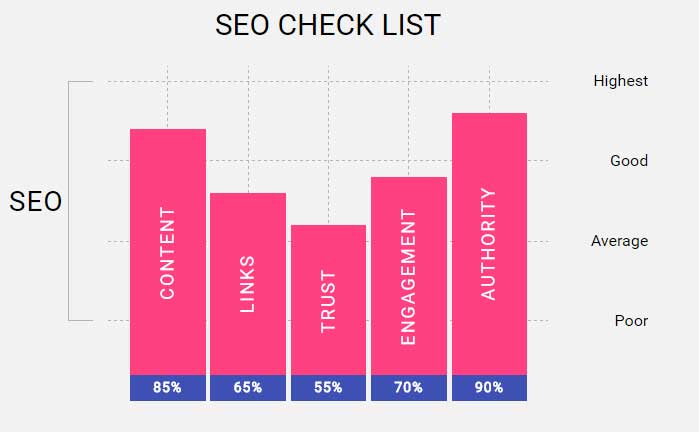 SEO CHECK LIST
Highest
Good
SEO
Average
Poor
CONTENT
LINKS
TRUST
ENGAGEMENT
AUTHORITY
85% 65% 55% 70% 90%